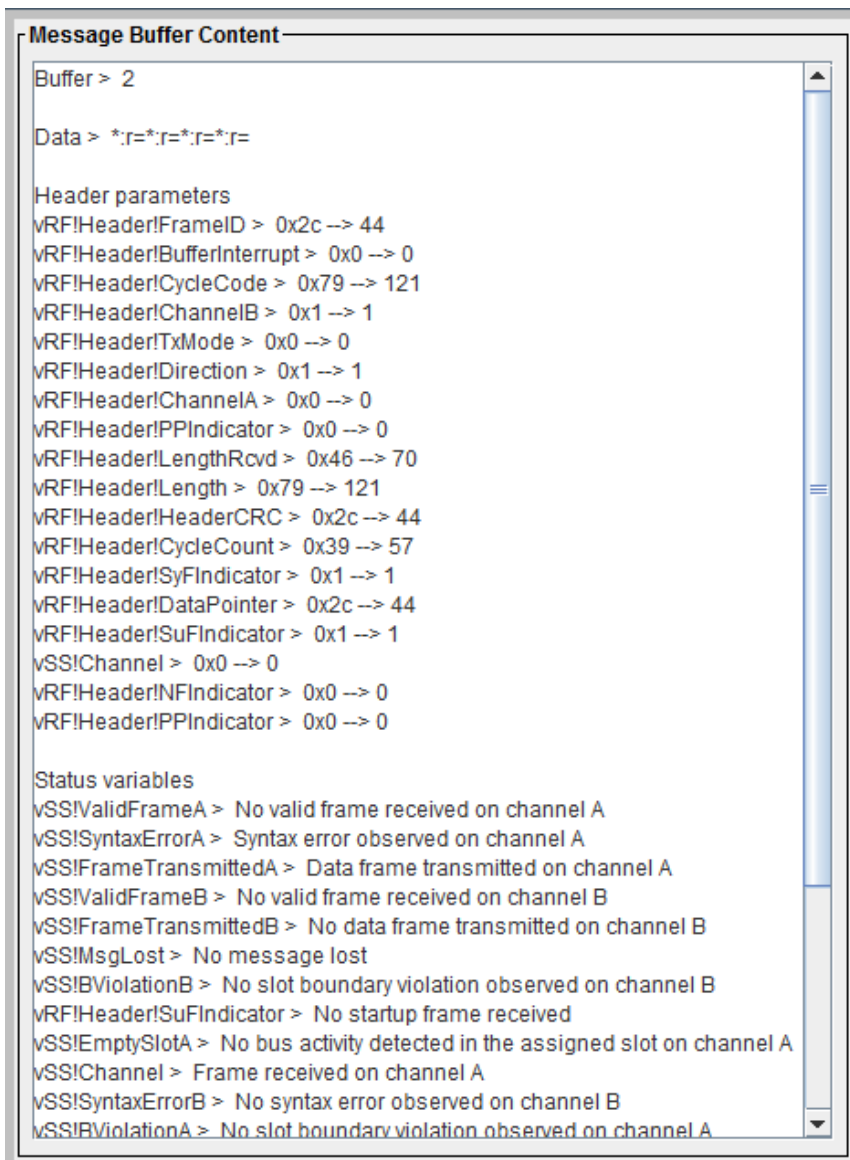 Message Buffer Content
Buffer > 2
Data > *:r=*:r=*:r=*:r=
Header parameters
vRF!Header!FrameID > 0x2c --> 44
vRF!Header!BufferInterrupt > 0x0 --> 0
vRF!Header!CycleCode > 0x79 --> 121
vRF!Header!ChannelB > 0x1 --> 1
vRF!Header!TxMode > 0x0 --> 0
vRF!Header!Direction > 0x1 --> 1
vRF!Header!ChannelA > 0x0 --> 0
vRF!Header!PPIndicator > 0x0 --> 0
vRF!Header!LengthRcvd > 0x46 --> 70
vRF!Header!Length > 0x79 --> 121
vRF!Header!HeaderCRC > 0x2c --> 44
vRF!Header!CycleCount > 0x39 --> 57
vRF!Header!SyFIndicator > 0x1 --> 1
vRF!Header!DataPointer > 0x2c --> 44
vRF!Header!SuFIndicator > 0x1 --> 1
vSS!Channel > 0x0 --> 0
vRF!Header!NFIndicator > 0x0 --> 0
vRF!Header!PPIndicator > 0x0 --> 0
Status variables
vSS!ValidFrameA > No valid frame received on channel A
vSS!SyntaxErrorA > Syntax error observed on channel A
vSS!FrameTransmittedA > Data frame transmitted on channel A
vSS!ValidFrameB > No valid frame received on channel B
vSS!FrameTransmittedB > No data frame transmitted on channel B
vSS!MsgLost > No message lost
vSS!BViolationB > No slot boundary violation observed on channel B
vRF!Header!SuFIndicator > No startup frame received
vSS!EmptySlotA > No bus activity detected in the assigned slot on channel A
vSS!Channel > Frame received on channel A
vSS!SyntaxErrorB > No syntax error observed on channel B
vSS!BViolationA > No slot boundary violation observed on channel A